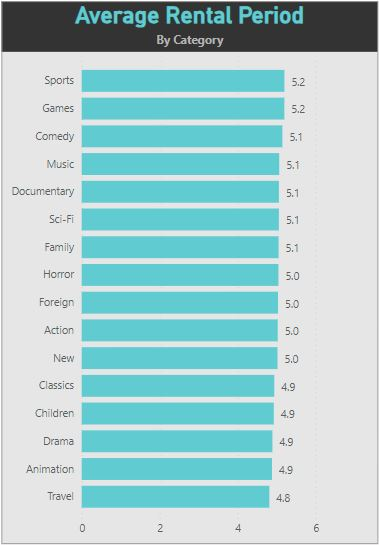 Average Rental Period
By Category
Sports 5.2
Games 5.2
Comedy 5.1
Music 5.1
Documentary 5.1
Sci-Fi 5.1
Family 5.1
Horror 5.0
Foreign 5.0
Action 5.0
New 5.0
Classics 4.9
Children 4.9
Drama 4.9
Animation 4.9
Travel 4.8
0 2 4 6